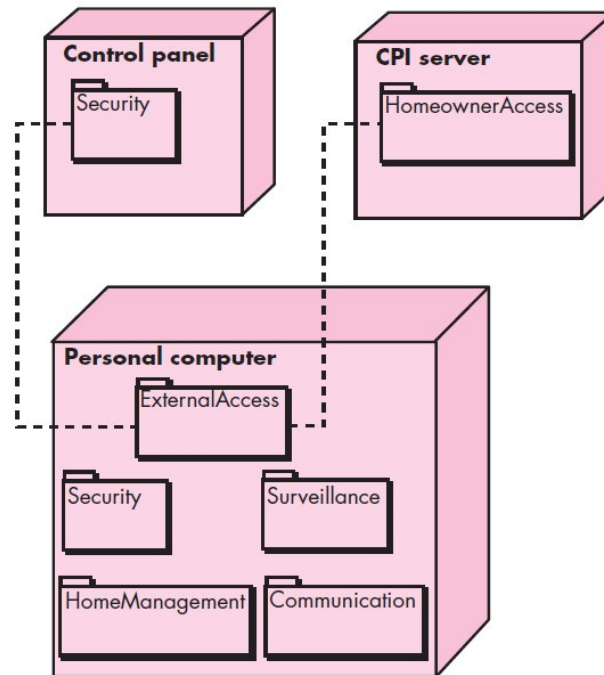 Control panel
Security
CPI server
HomeownerAccess
Personal computer
ExternalAccess
Security
Surveillance
HomeManagement
Communication